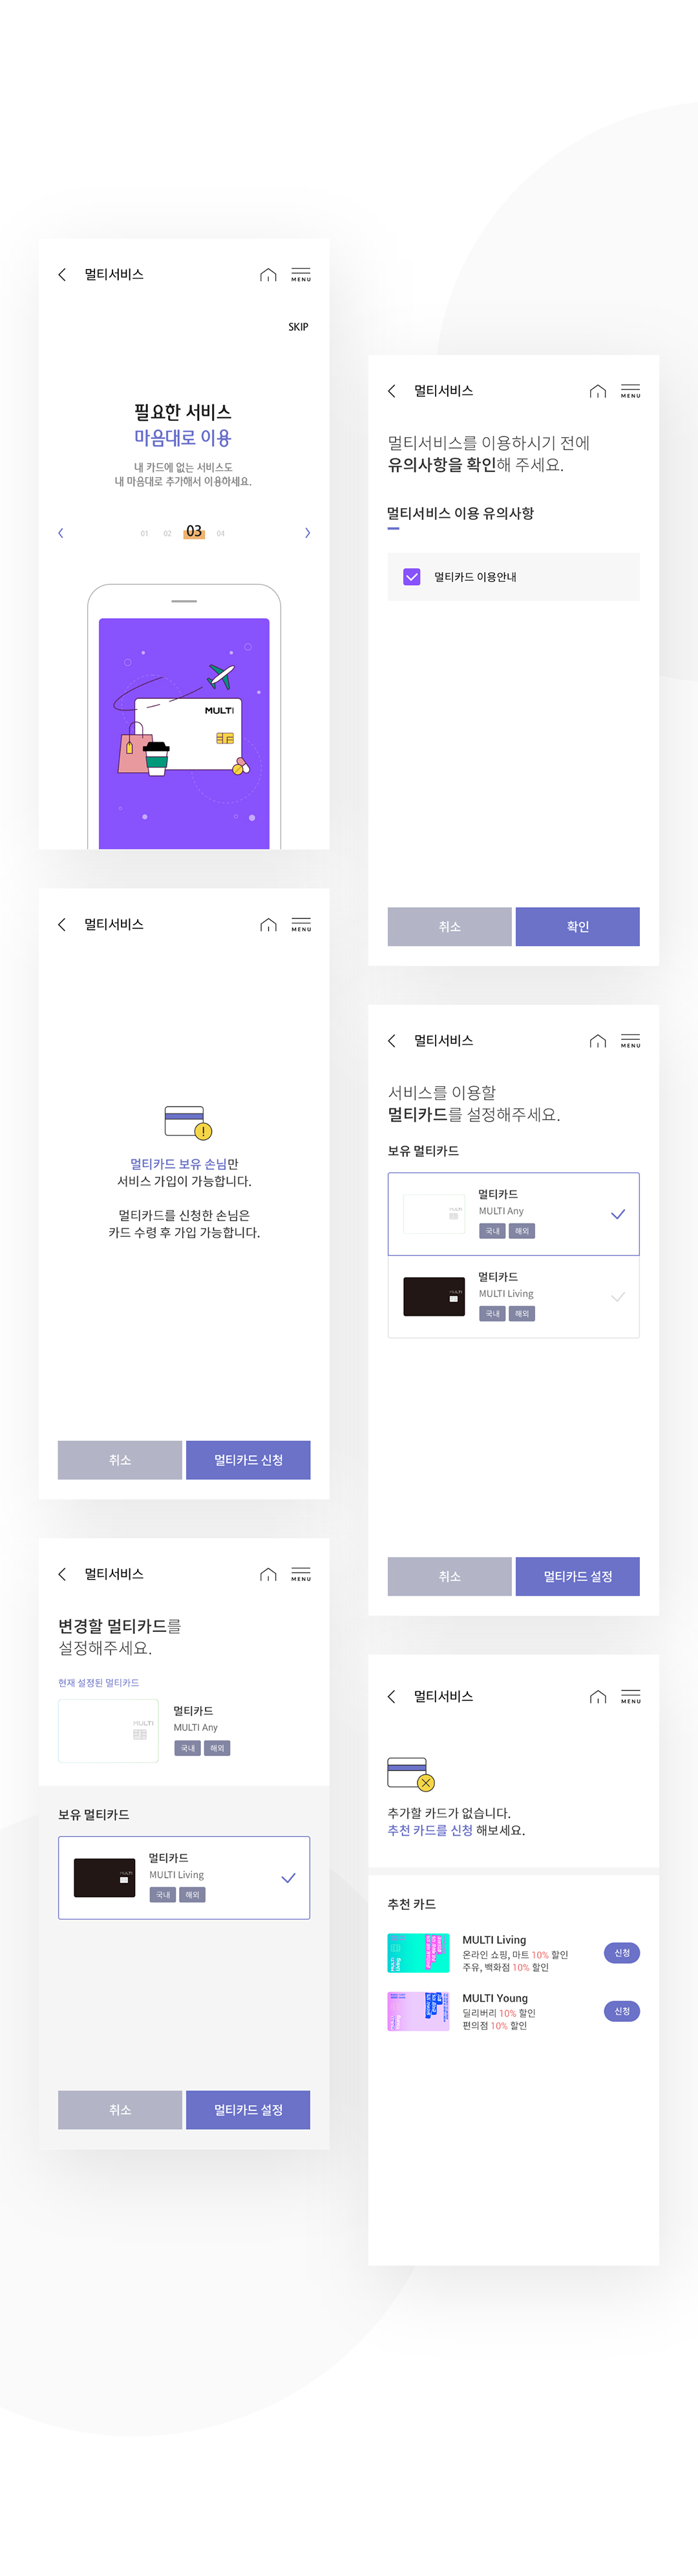 멀티서비스
MENU
SKIP
필요한 서비스
마음대로 이용
내 카드에 없는 서비스도
내 마음대로 추가해서 이용하세요.
01 02 03 04
MULTI
멀티서비스
MENU
멀티서비스를 이용하시기 전에
유의사항을 확인해 주세요.
멀티서비스 이용 유의사항
멀티카드 이용안내
취소 확인
멀티서비스
MENU
멀티카드 보유 손님만
서비스 가입이 가능합니다.
멀티카드를 신청한 손님은
카드 수령 후 가입 가능합니다.
취소 멀티카드 신청
멀티서비스
MENU
서비스를 이용할
멀티카드를 설정해주세요.
보유 멀티카드
MULTI
멀티카드
MULTI Any
국내 해외
MULTI
멀티카드
MULTI Living
국내 해외
취소 멀티카드 설정
멀티서비스
MENU
변경할 멀티카드를
설정해주세요.
현재 설정된 멀티카드
MULTI
멀티카드
MULTI Any
국내 해외
보유 멀티카드
멀티카드
MULTI Living
국내 해외
취소 멀티카드 설정
멀티서비스
MENU
추가할 카드가 없습니다.
추천 카드를 신청 해보세요.
추천 카드
MULTI Living
온라인 쇼핑, 마트 10% 할인
주유, 백화점 10% 할인
신청
MULTI Young
딜리버리 10% 할인
편의점 10% 할인
신청